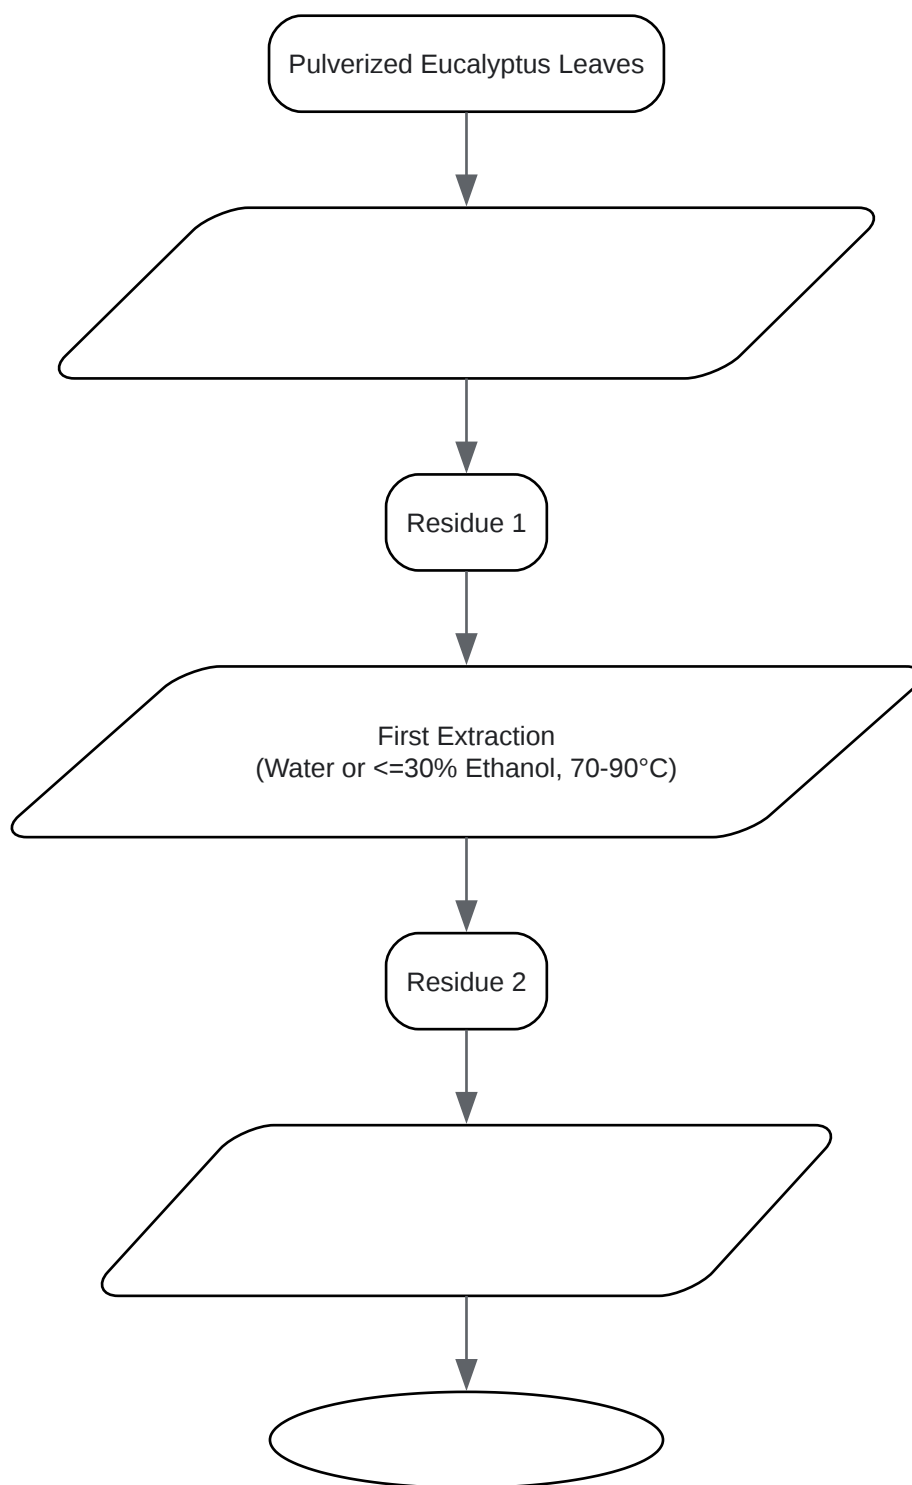 Pulverized Eucalyptus Leaves
Residue 1
First Extraction
(Water or <=30% Ethanol, 70-90°C)
Residue 2